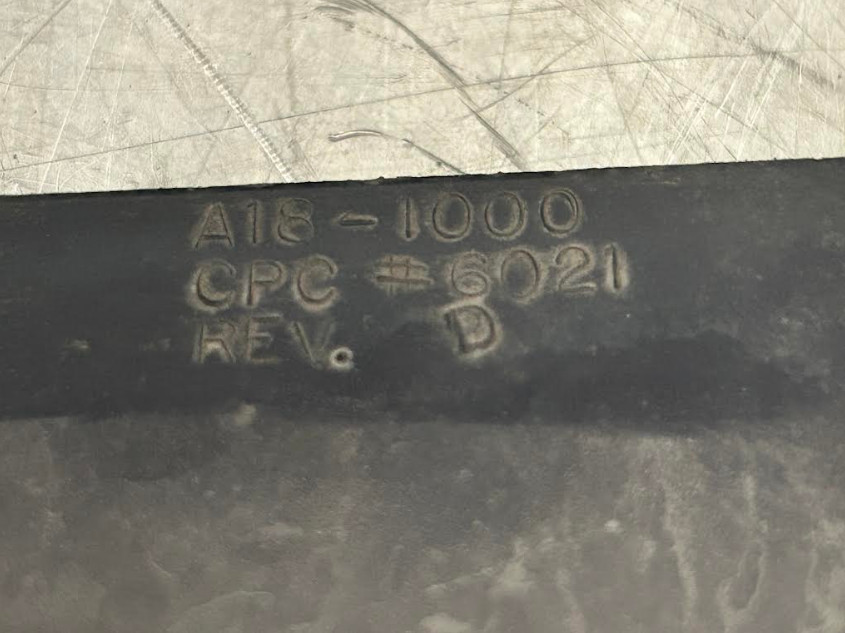 A18-1000
CPC #6021
REV. D